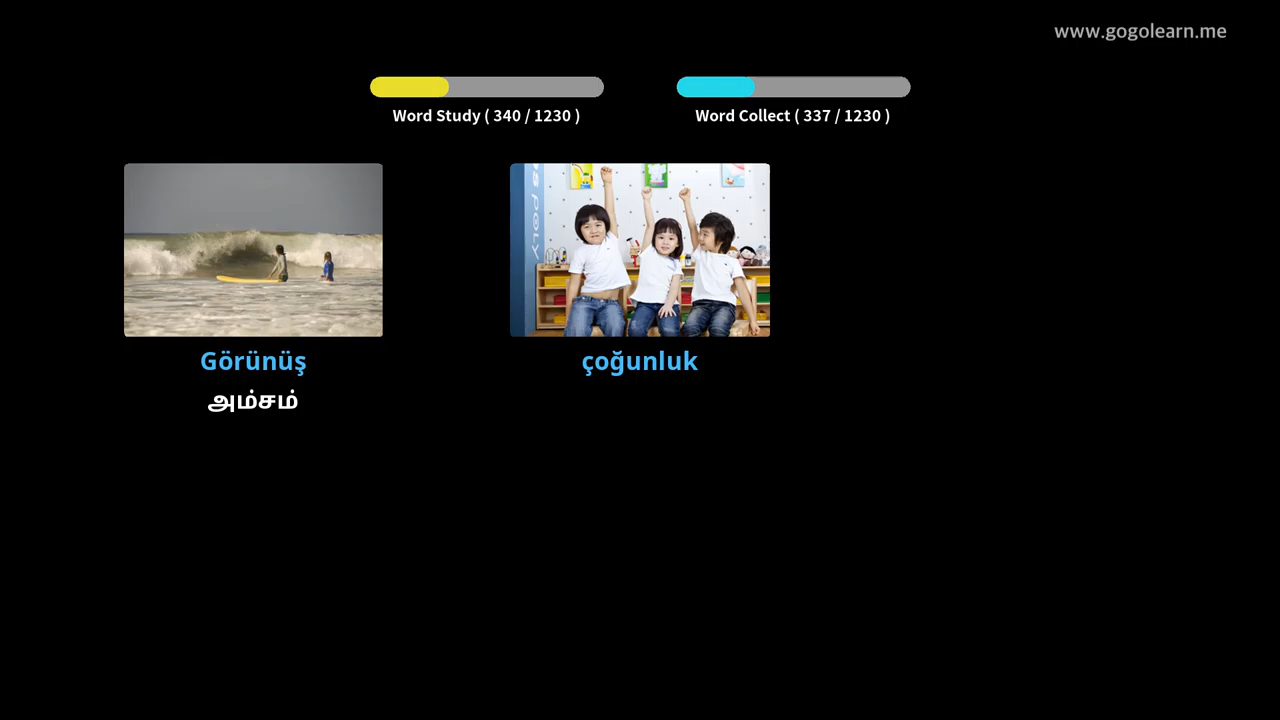 www.gogolearn.me
Word Study ( 340 / 1230 )
Word Collect ( 337 / 1230 )
Görünüş
çoğunluk
அம்சம்